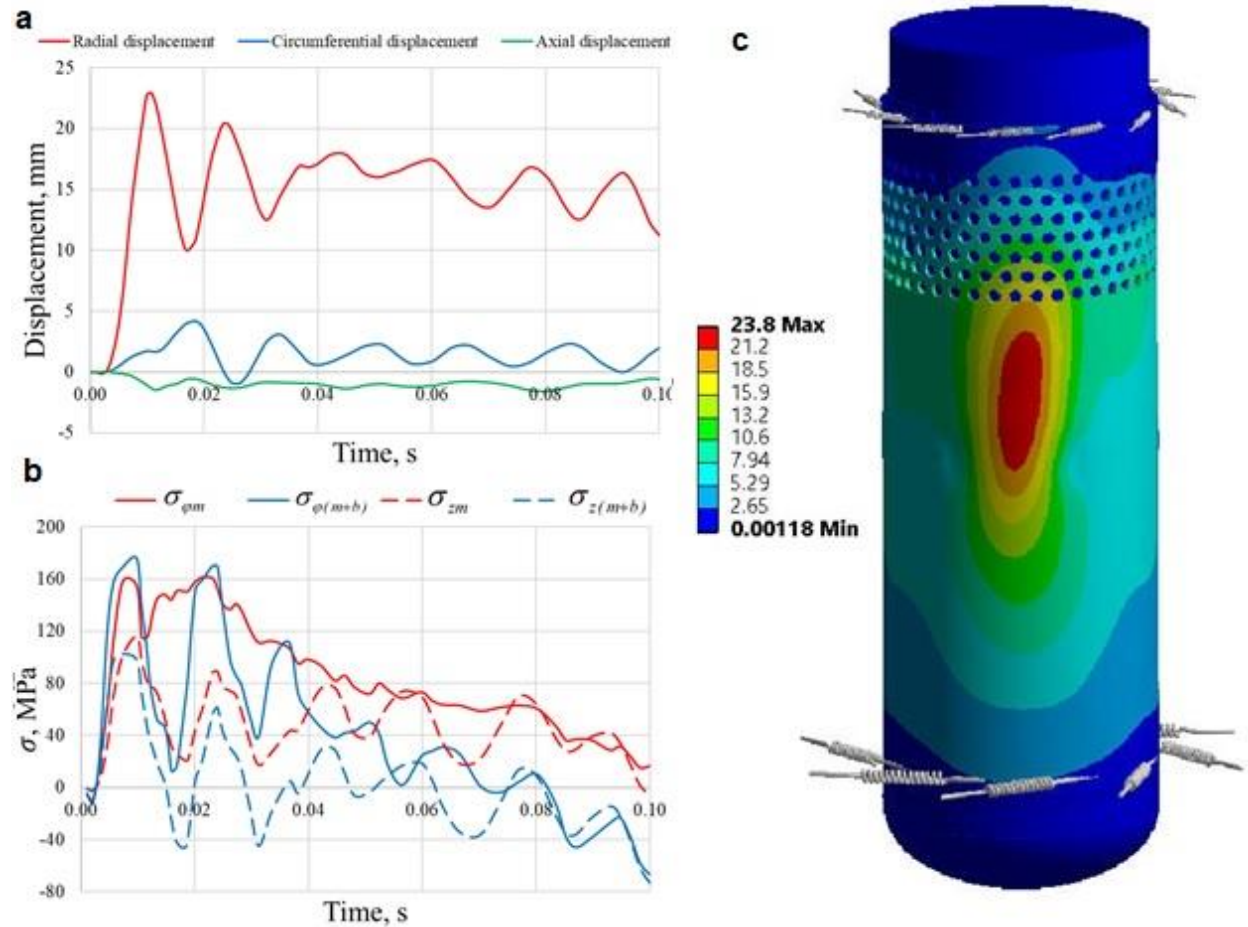 a
Radial displacement Circumferential displacement Axial displacement
25
20
15
10
5
0
-5
0.00 0.02 0.04 0.06 0.08 0.10
Displacement, mm
Time, s
b
σφm σφ(m+b) σzm σz(m+b)
200
160
120
80
40
0
-40
-80
0.00 0.02 0.04 0.06 0.08 0.10
σ, MPa
Time, s
c
23.8 Max
21.2
18.5
15.9
13.2
10.6
7.94
5.29
2.65
0.00118 Min